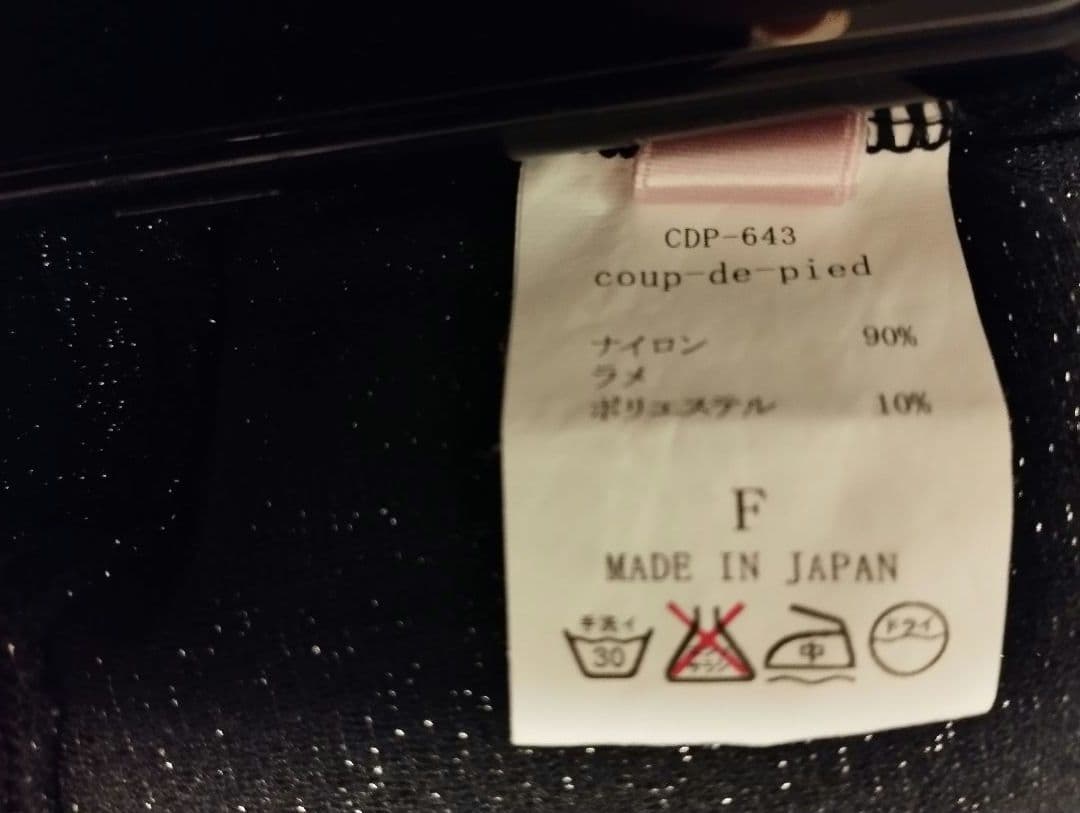 CDP-643
coup-de-pied
ナイロン 90%
ラメ
ポリエステル 10%
F
MADE IN JAPAN
手洗イ
30
中
ドライ